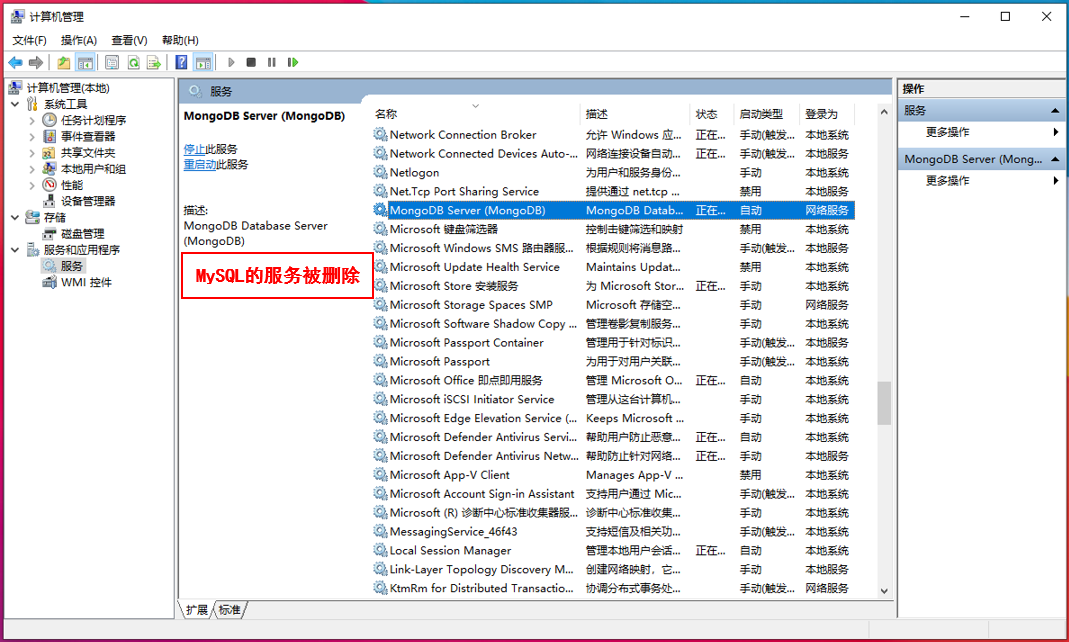 计算机管理
文件(F) 操作(A) 查看(V) 帮助(H)
计算机管理(本地)
系统工具
任务计划程序
事件查看器
共享文件夹
本地用户和组
性能
设备管理器
存储
磁盘管理
服务和应用程序
服务
WMI 控件
服务
MongoDB Server (MongoDB)
停止此服务
重启动此服务
描述:
MongoDB Database Server
(MongoDB)
MySQL的服务被删除
名称 描述 状态 启动类型 登录为
Network Connection Broker 允许 Windows 应... 正在... 手动(触发... 本地系统
Network Connected Devices Auto-... 网络连接设备自动... 正在... 手动(触发... 本地服务
Netlogon 为用户和服务身份... 手动 本地系统
Net.Tcp Port Sharing Service 提供通过 net.tcp ... 禁用 本地服务
MongoDB Server (MongoDB) MongoDB Datab... 正在... 自动 网络服务
Microsoft 键盘筛选器 控制击键筛选和映射 禁用 本地系统
Microsoft Windows SMS 路由器服... 根据规则将消息路... 手动(触发... 本地服务
Microsoft Update Health Service Maintains Updat... 禁用 本地系统
Microsoft Store 安装服务 为 Microsoft Stor... 正在... 手动 本地系统
Microsoft Storage Spaces SMP Microsoft 存储空... 手动 网络服务
Microsoft Software Shadow Copy ... 管理卷影复制服务... 手动 本地系统
Microsoft Passport Container 管理用于针对标识... 手动(触发... 本地服务
Microsoft Passport 为用于对用户关联... 手动(触发... 本地系统
Microsoft Office 即点即用服务 管理 Microsoft O... 正在... 自动 本地系统
Microsoft iSCSI Initiator Service 管理从这台计算机... 手动 本地系统
Microsoft Edge Elevation Service (... Keeps Microsoft ... 手动 本地系统
Microsoft Defender Antivirus Servi... 帮助用户防止恶意... 正在... 自动 本地系统
Microsoft Defender Antivirus Netw... 帮助防止针对网络... 正在... 手动 本地服务
Microsoft App-V Client Manages App-V ... 禁用 本地系统
Microsoft Account Sign-in Assistant 支持用户通过 Mic... 手动(触发... 本地系统
Microsoft (R) 诊断中心标准收集器服... 诊断中心标准收集... 手动 本地系统
MessagingService_46f43 支持短信及相关功... 手动(触发... 本地系统
Local Session Manager 管理本地用户会话... 正在... 自动 本地系统
Link-Layer Topology Discovery M... 创建网络映射，它... 手动 本地服务
KtmRm for Distributed Transactio... 协调分布式事务处... 手动(触发... 网络服务
扩展 标准
操作
服务
更多操作
MongoDB Server (Mong...
更多操作